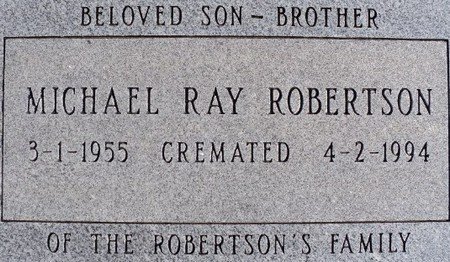 BELOVED SON - BROTHER
MICHAEL RAY ROBERTSON
3-1-1955 CREMATED 4-2-1994
OF THE ROBERTSON'S FAMILY